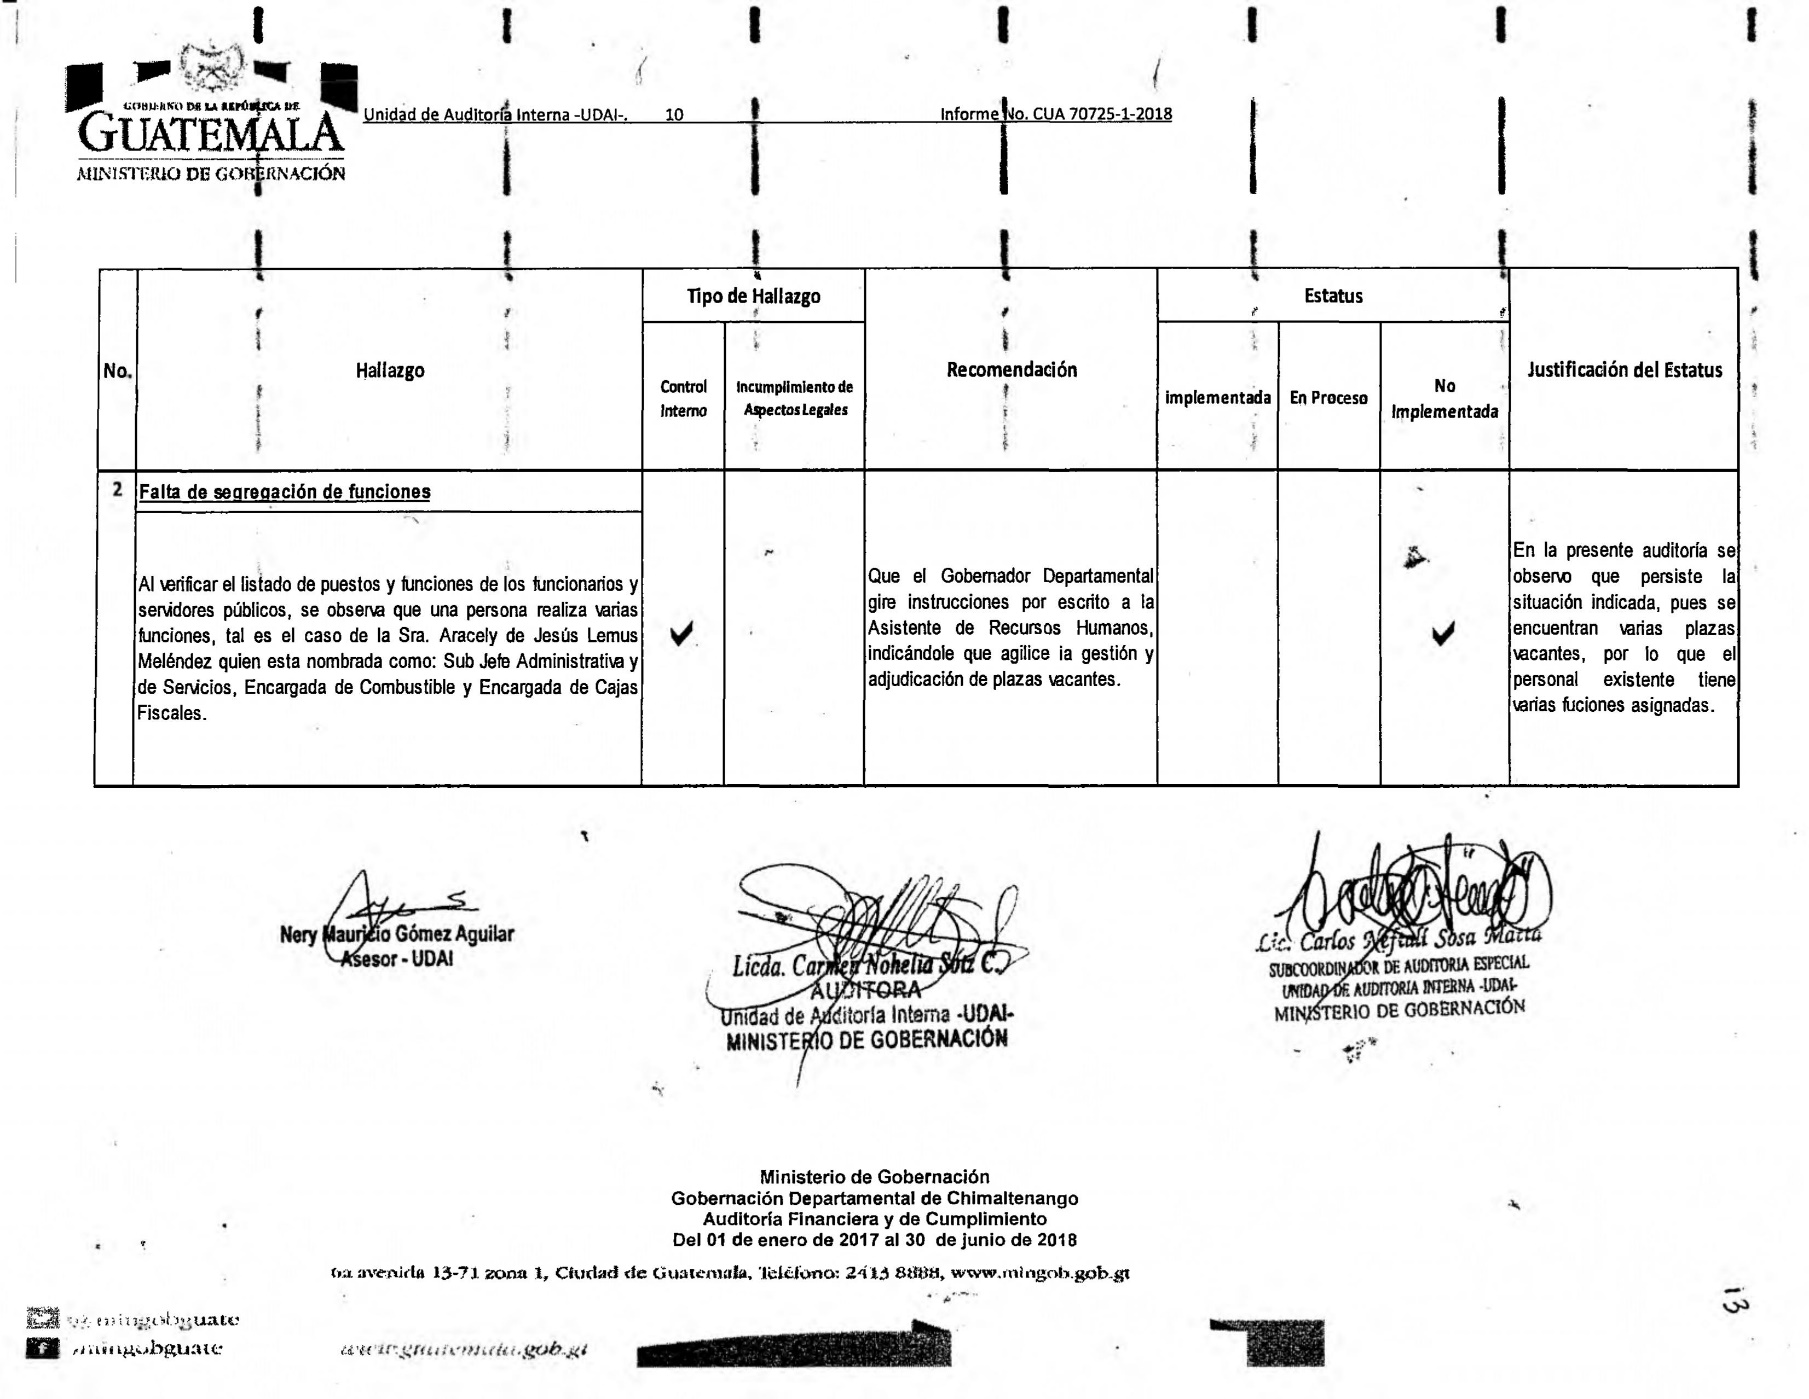 GOBIERNO DE LA REPÚBLICA DE
GUATEMALA
MINISTERIO DE GOBERNACIÓN
Unidad de Auditoría Interna -UDAI-. 10 Informe No. CUA 70725-1-2018
No.
Hallazgo
Tipo de Hallazgo
Control
Interno
Incumplimiento de
Aspectos Legales
Recomendación
Estatus
implementada
En Proceso
No
Implementada
Justificación del Estatus
2
Falta de segregación de funciones
Al verificar el listado de puestos y funciones de los funcionarios y
servidores públicos, se observa que una persona realiza varias
funciones, tal es el caso de la Sra. Aracely de Jesús Lemus
Meléndez quien esta nombrada como: Sub Jefe Administrativa y
de Servicios, Encargada de Combustible y Encargada de Cajas
Fiscales.
✔
Que el Gobernador Departamental
gire instrucciones por escrito a la
Asistente de Recursos Humanos,
indicándole que agilice la gestión y
adjudicación de plazas vacantes.
✔
En la presente auditoría se
observo que persiste la
situación indicada, pues se
encuentran varias plazas
vacantes, por lo que el
personal existente tiene
varias fuciones asignadas.
Nery Mauricio Gómez Aguilar
Asesor - UDAI
Licda. Carmen Nohelia Sotz C.
AUDITORA
Unidad de Auditoría Interna -UDAI-
MINISTERIO DE GOBERNACIÓN
Lic. Carlos Neftalí Sosa Matta
SUBCOORDINADOR DE AUDITORIA ESPECIAL
UNIDAD DE AUDITORIA INTERNA -UDAI-
MINISTERIO DE GOBERNACIÓN
Ministerio de Gobernación
Gobernación Departamental de Chimaltenango
Auditoría Financiera y de Cumplimiento
Del 01 de enero de 2017 al 30 de junio de 2018
6a avenida 13-71 zona 1, Ciudad de Guatemala, Teléfono: 2413 8888, www.mingob.gob.gt
mingobguate
mingobguate
www.guatemala.gob.gt
13